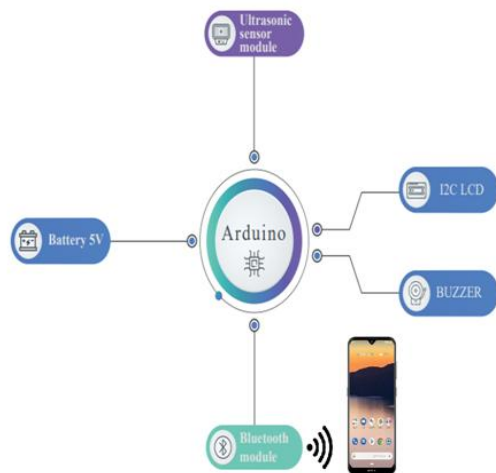 Ultrasonic
sensor
module
I2C LCD
Arduino
Battery 5V
BUZZER
Bluetooth
module